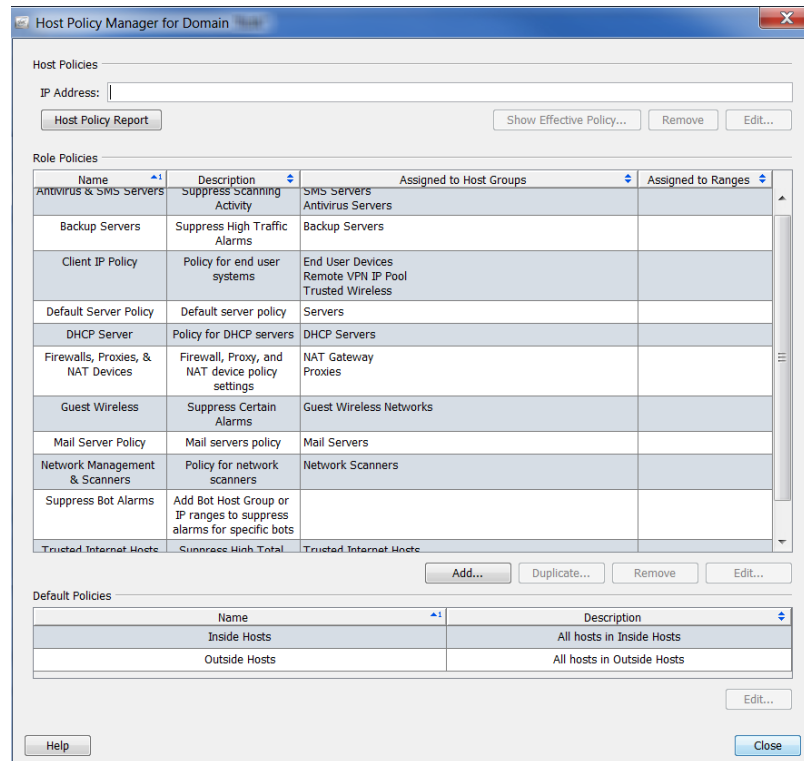 Host Policy Manager for Domain
Host Policies
IP Address:
Host Policy Report
Show Effective Policy...
Remove
Edit...
Role Policies
Name 1
Description
Assigned to Host Groups
Assigned to Ranges
Antivirus & SMS Servers
Suppress Scanning
Activity
SMS Servers
Antivirus Servers
Backup Servers
Suppress High Traffic
Alarms
Backup Servers
Client IP Policy
Policy for end user
systems
End User Devices
Remote VPN IP Pool
Trusted Wireless
Default Server Policy
Default server policy
Servers
DHCP Server
Policy for DHCP servers
DHCP Servers
Firewalls, Proxies, &
NAT Devices
Firewall, Proxy, and
NAT device policy
settings
NAT Gateway
Proxies
Guest Wireless
Suppress Certain
Alarms
Guest Wireless Networks
Mail Server Policy
Mail servers policy
Mail Servers
Network Management
& Scanners
Policy for network
scanners
Network Scanners
Suppress Bot Alarms
Add Bot Host Group or
IP ranges to suppress
alarms for specific bots
Trusted Internet Hosts
Suppress High Total
Trusted Internet Hosts
Add...
Duplicate...
Remove
Edit...
Default Policies
Name 1
Description
Inside Hosts
All hosts in Inside Hosts
Outside Hosts
All hosts in Outside Hosts
Edit...
Help
Close